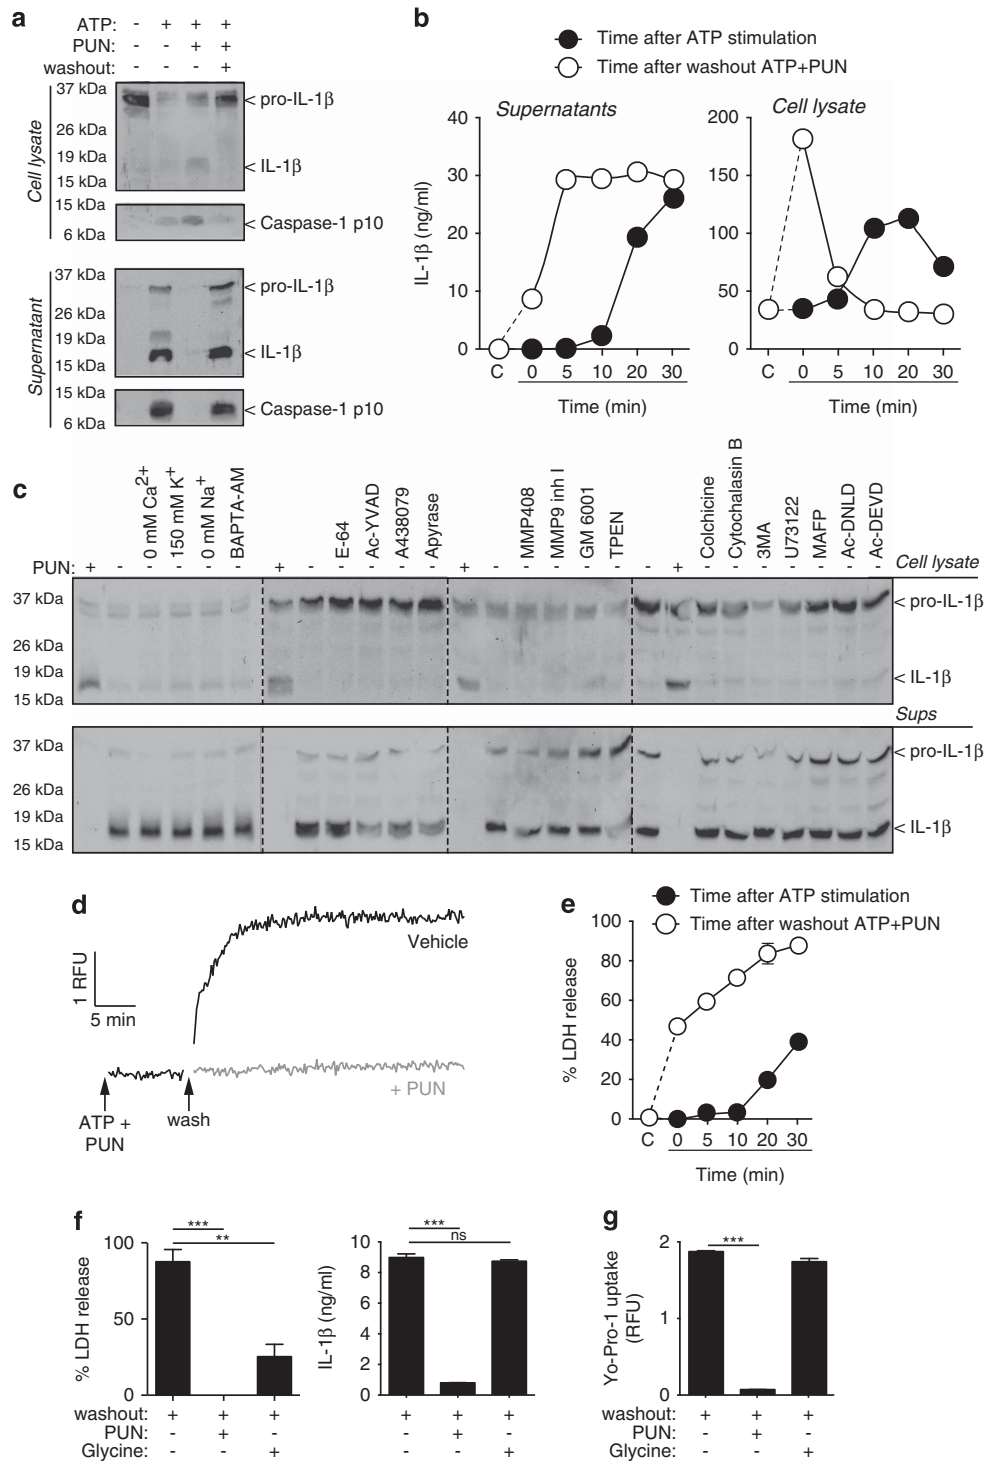 a
ATP: - + + +
PUN: - - + +
washout: - - - +
Cell lysate
37 kDa
26 kDa
19 kDa
15 kDa
< pro-IL-1β
< IL-1β
15 kDa
6 kDa
< Caspase-1 p10
Supernatant
37 kDa
26 kDa
19 kDa
15 kDa
< pro-IL-1β
< IL-1β
15 kDa
6 kDa
< Caspase-1 p10
b
Time after ATP stimulation
Time after washout ATP+PUN
Supernatants
IL-1β (ng/ml)
40
30
20
10
0
C 0 5 10 20 30
Time (min)
Cell lysate
200
150
100
50
0
C 0 5 10 20 30
Time (min)
c
0 mM Ca2+
150 mM K+
0 mM Na+
BAPTA-AM
E-64
Ac-YVAD
A438079
Apyrase
MMP408
MMP9 inh I
GM 6001
TPEN
Colchicine
Cytochalasin B
3MA
U73122
MAFP
Ac-DNLD
Ac-DEVD
PUN: + - - - - - + - - - - - + - - - - - - + - - - - - - -
Cell lysate
37 kDa
26 kDa
19 kDa
15 kDa
< pro-IL-1β
< IL-1β
Sups
37 kDa
26 kDa
19 kDa
15 kDa
< pro-IL-1β
< IL-1β
d
1 RFU
5 min
Vehicle
+ PUN
ATP +
PUN
wash
e
Time after ATP stimulation
Time after washout ATP+PUN
% LDH release
100
80
60
40
20
0
C 0 5 10 20 30
Time (min)
f
% LDH release
100
50
0
***
**
washout: + + +
PUN: - + -
Glycine: - - +
IL-1β (ng/ml)
10
8
6
4
2
0
***
ns
+ + +
- + -
- - +
g
Yo-Pro-1 uptake
(RFU)
2
1
0
***
washout: + + +
PUN: - + -
Glycine: - - +